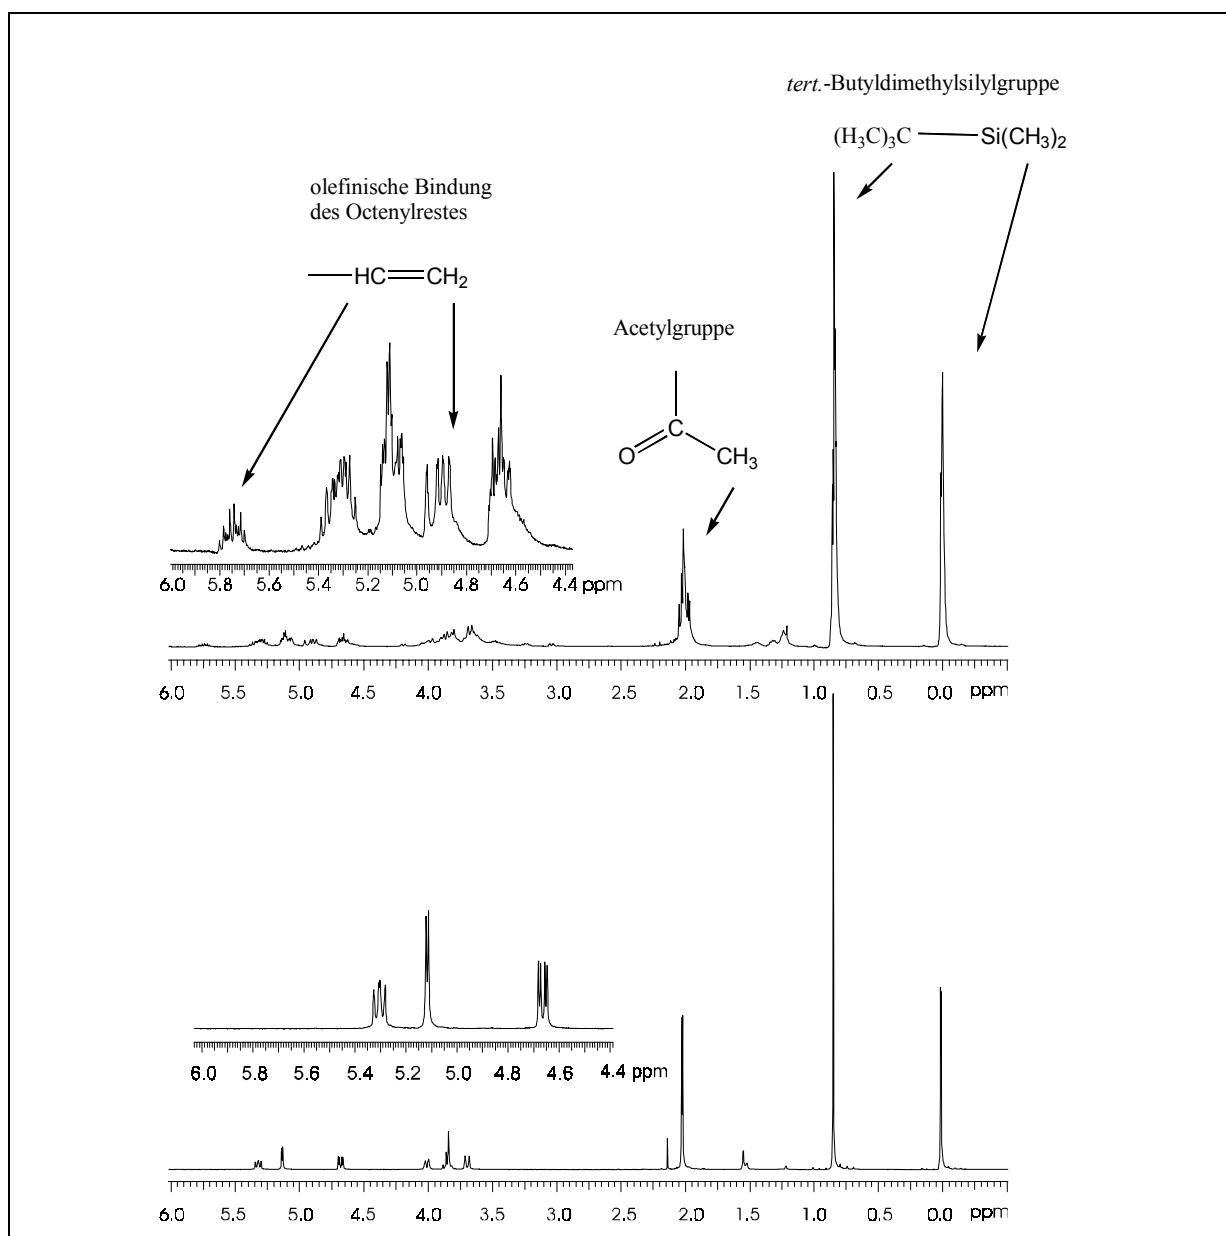 tert.-Butyldimethylsilylgruppe
(H₃C)₃C Si(CH₃)₂
olefinische Bindung
des Octenylrestes
HC CH₂
Acetylgruppe
C
O CH₃
6.0 5.8 5.6 5.4 5.2 5.0 4.8 4.6 4.4 ppm
6.0 5.5 5.0 4.5 4.0 3.5 3.0 2.5 2.0 1.5 1.0 0.5 0.0 ppm
6.0 5.8 5.6 5.4 5.2 5.0 4.8 4.6 4.4 ppm
6.0 5.5 5.0 4.5 4.0 3.5 3.0 2.5 2.0 1.5 1.0 0.5 0.0 ppm